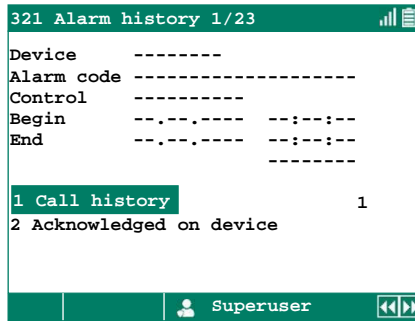 321 Alarm history 1/23
Device --------
Alarm code --------------------
Control ----------
Begin --.--.---- --:--:--
End --.--.---- --:--:--
--------
1 Call history 1
2 Acknowledged on device
Superuser